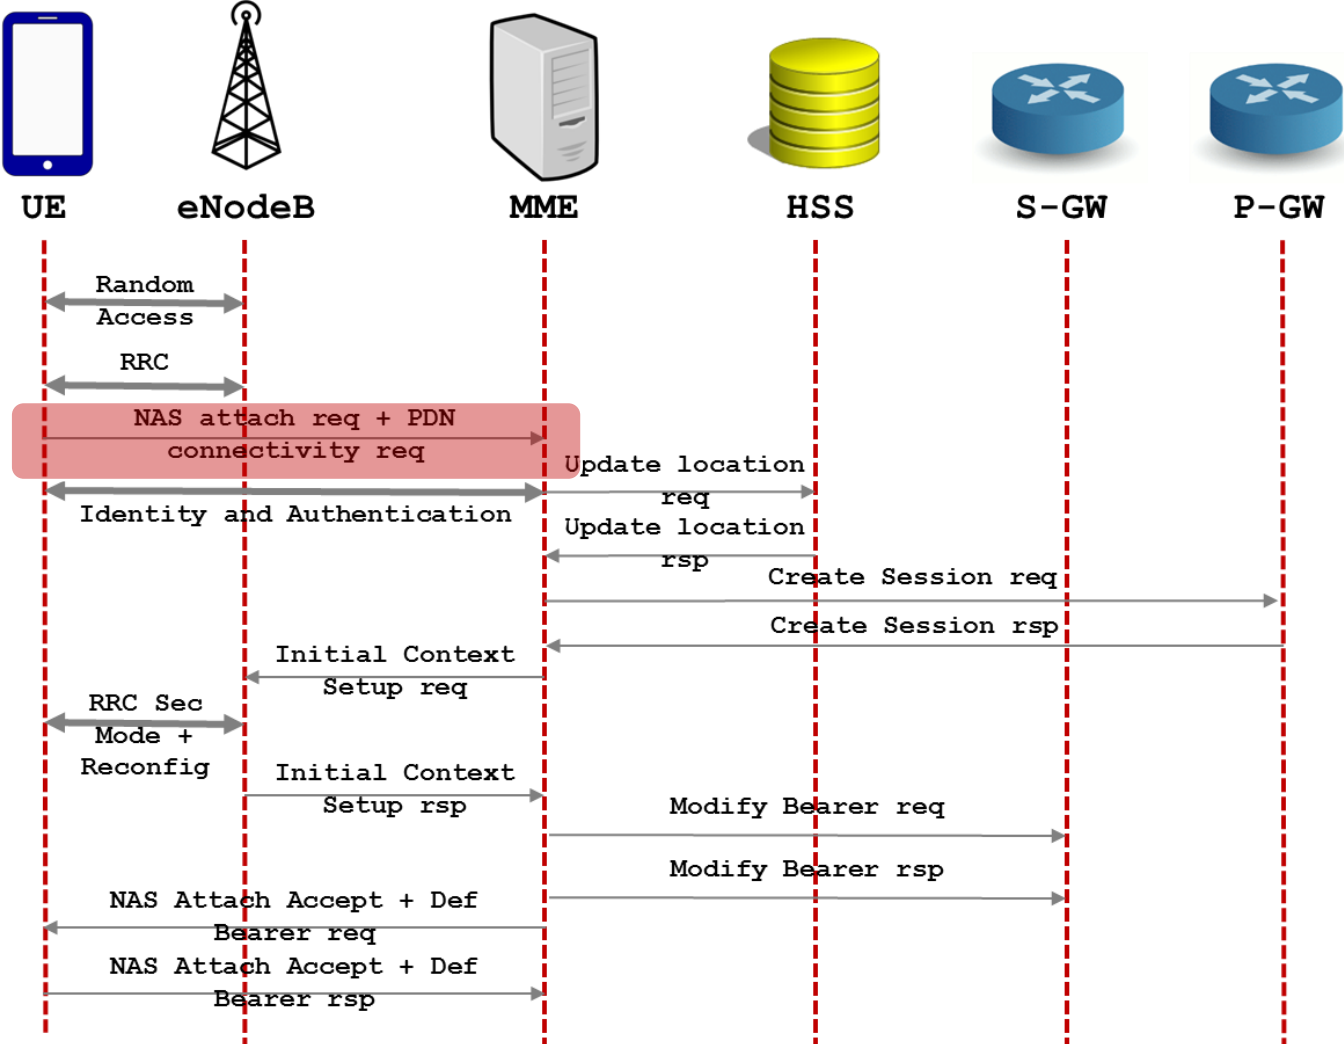 UE
eNodeB
MME
HSS
S-GW
P-GW
Random
Access
RRC
NAS attach req + PDN
connectivity req
Update location
req
Identity and Authentication
Update location
rsp
Create Session req
Create Session rsp
Initial Context
Setup req
RRC Sec
Mode +
Reconfig
Initial Context
Setup rsp
Modify Bearer req
Modify Bearer rsp
NAS Attach Accept + Def
Bearer req
NAS Attach Accept + Def
Bearer rsp